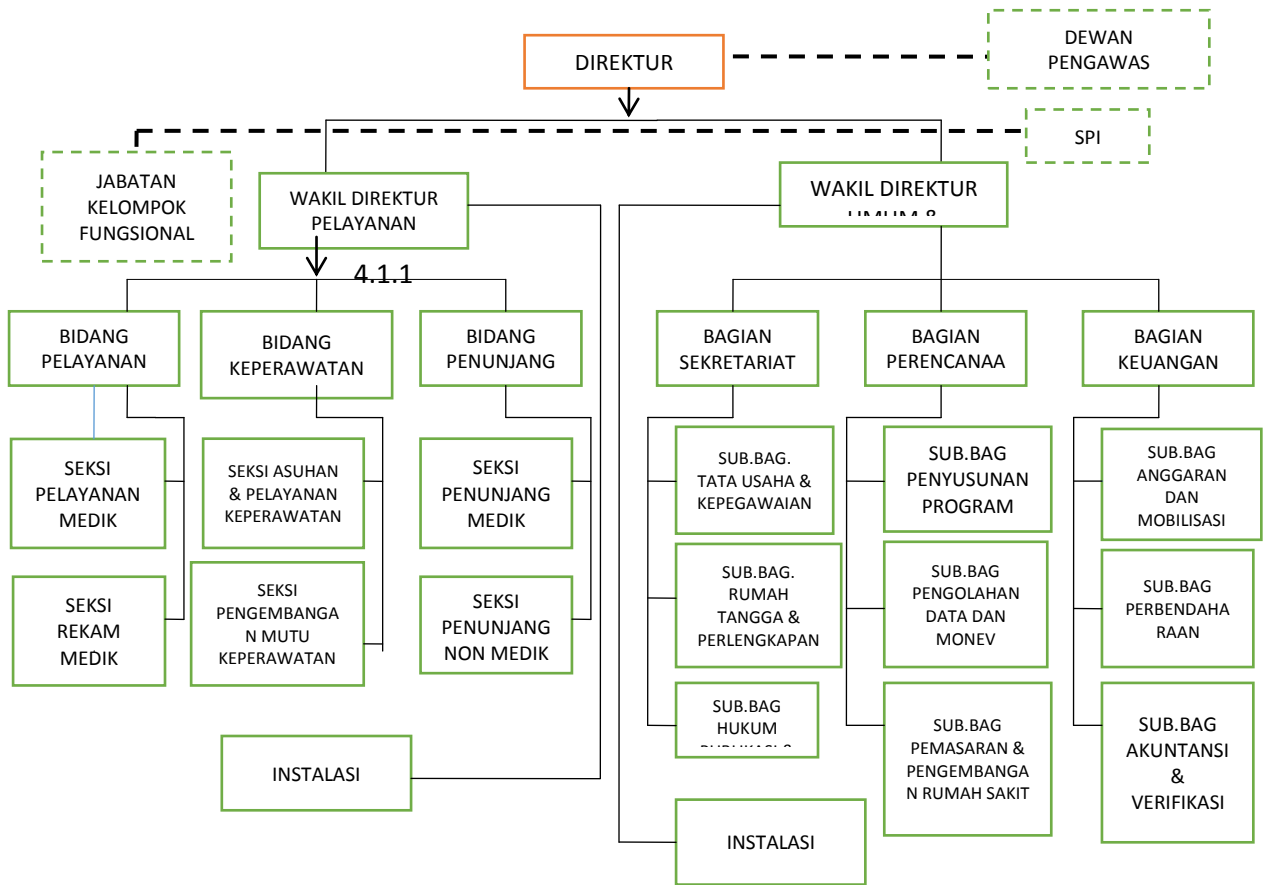 DIREKTUR
DEWAN
PENGAWAS
SPI
JABATAN
KELOMPOK
FUNGSIONAL
WAKIL DIREKTUR
PELAYANAN
WAKIL DIREKTUR
UMUM &
4.1.1
BIDANG
PELAYANAN
BIDANG
KEPERAWATAN
BIDANG
PENUNJANG
BAGIAN
SEKRETARIAT
BAGIAN
PERENCANAA
BAGIAN
KEUANGAN
SEKSI
PELAYANAN
MEDIK
SEKSI ASUHAN
& PELAYANAN
KEPERAWATAN
SEKSI
PENUNJANG
MEDIK
SUB.BAG.
TATA USAHA &
KEPEGAWAIAN
SUB.BAG
PENYUSUNAN
PROGRAM
SUB.BAG
ANGGARAN
DAN
MOBILISASI
SEKSI
REKAM
MEDIK
SEKSI
PENGEMBANGA
N MUTU
KEPERAWATAN
SEKSI
PENUNJANG
NON MEDIK
SUB.BAG.
RUMAH
TANGGA &
PERLENGKAPAN
SUB.BAG
PENGOLAHAN
DATA DAN
MONEV
SUB.BAG
PERBENDAHA
RAAN
SUB.BAG
HUKUM
SUB.BAG
PEMASARAN &
PENGEMBANGA
N RUMAH SAKIT
SUB.BAG
AKUNTANSI
&
VERIFIKASI
INSTALASI
INSTALASI